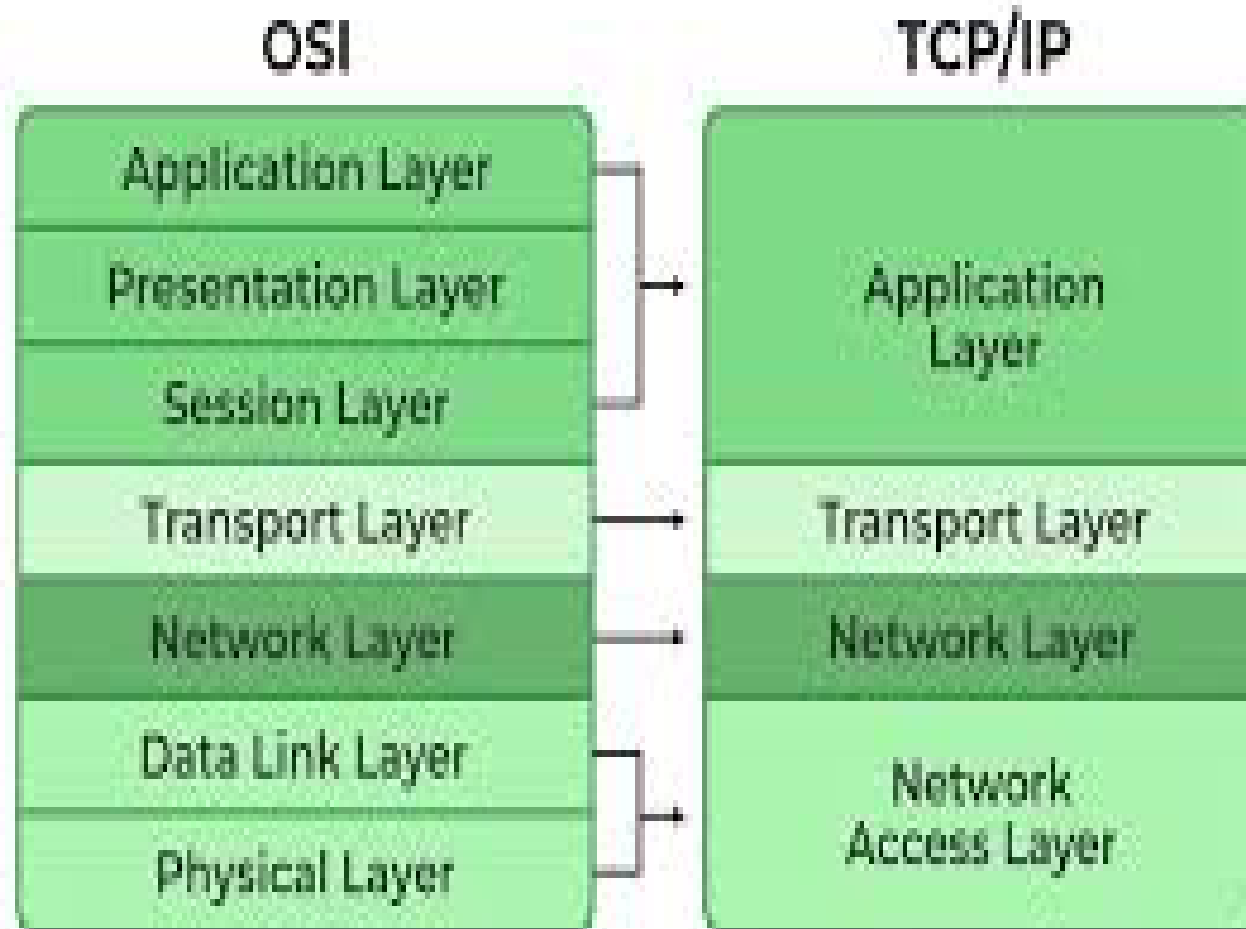 OSI
Application Layer
Presentation Layer
Session Layer
Transport Layer
Network Layer
Data Link Layer
Physical Layer
TCP/IP
Application
Layer
Transport Layer
Network Layer
Network
Access Layer